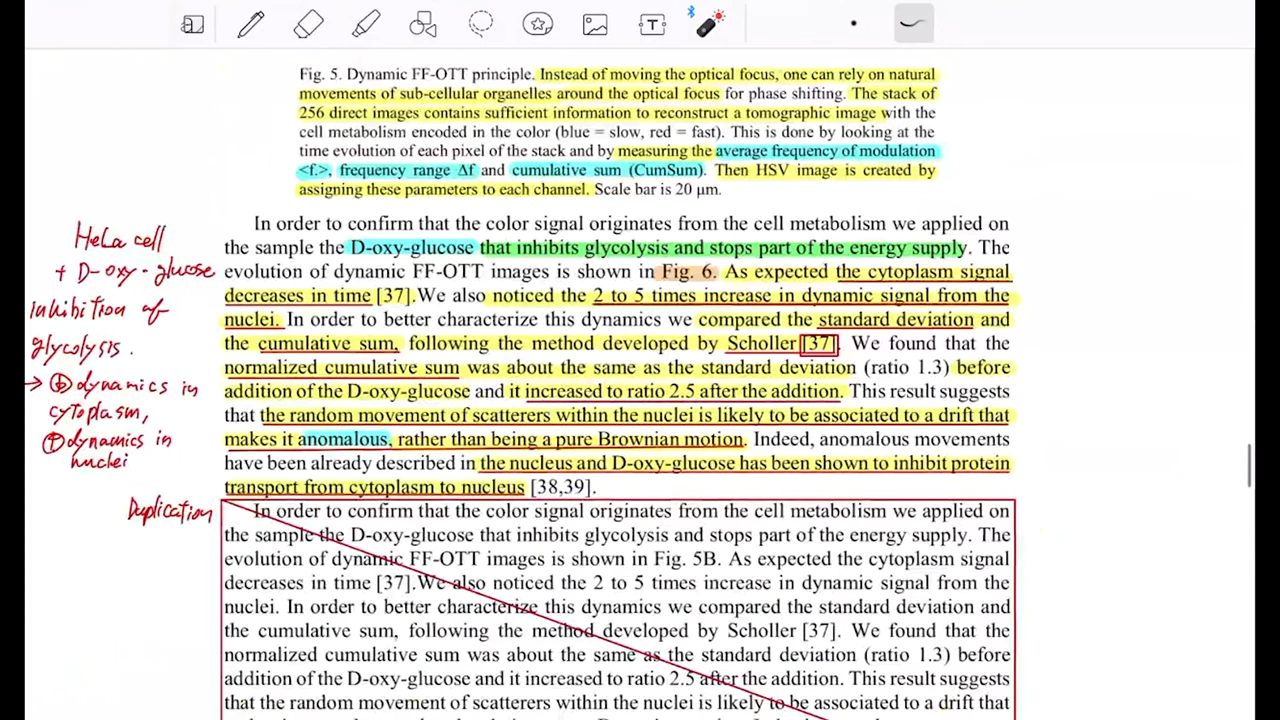 Fig. 5. Dynamic FF-OTT principle. Instead of moving the optical focus, one can rely on natural
movements of sub-cellular organelles around the optical focus for phase shifting. The stack of
256 direct images contains sufficient information to reconstruct a tomographic image with the
cell metabolism encoded in the color (blue = slow, red = fast). This is done by looking at the
time evolution of each pixel of the stack and by measuring the average frequency of modulation
<f.>, frequency range Δf and cumulative sum (CumSum). Then HSV image is created by
assigning these parameters to each channel. Scale bar is 20 μm.
HeLa cell
+ D-oxy-glucose
inhibition of
glycolysis.
→ ↓ dynamics in
cytoplasm,
↑ dynamics in
nuclei
In order to confirm that the color signal originates from the cell metabolism we applied on
the sample the D-oxy-glucose that inhibits glycolysis and stops part of the energy supply. The
evolution of dynamic FF-OTT images is shown in Fig. 6. As expected the cytoplasm signal
decreases in time [37].We also noticed the 2 to 5 times increase in dynamic signal from the
nuclei. In order to better characterize this dynamics we compared the standard deviation and
the cumulative sum, following the method developed by Scholler [37]. We found that the
normalized cumulative sum was about the same as the standard deviation (ratio 1.3) before
addition of the D-oxy-glucose and it increased to ratio 2.5 after the addition. This result suggests
that the random movement of scatterers within the nuclei is likely to be associated to a drift that
makes it anomalous, rather than being a pure Brownian motion. Indeed, anomalous movements
have been already described in the nucleus and D-oxy-glucose has been shown to inhibit protein
transport from cytoplasm to nucleus [38,39].
Duplication
In order to confirm that the color signal originates from the cell metabolism we applied on
the sample the D-oxy-glucose that inhibits glycolysis and stops part of the energy supply. The
evolution of dynamic FF-OTT images is shown in Fig. 5B. As expected the cytoplasm signal
decreases in time [37].We also noticed the 2 to 5 times increase in dynamic signal from the
nuclei. In order to better characterize this dynamics we compared the standard deviation and
the cumulative sum, following the method developed by Scholler [37]. We found that the
normalized cumulative sum was about the same as the standard deviation (ratio 1.3) before
addition of the D-oxy-glucose and it increased to ratio 2.5 after the addition. This result suggests
that the random movement of scatterers within the nuclei is likely to be associated to a drift that